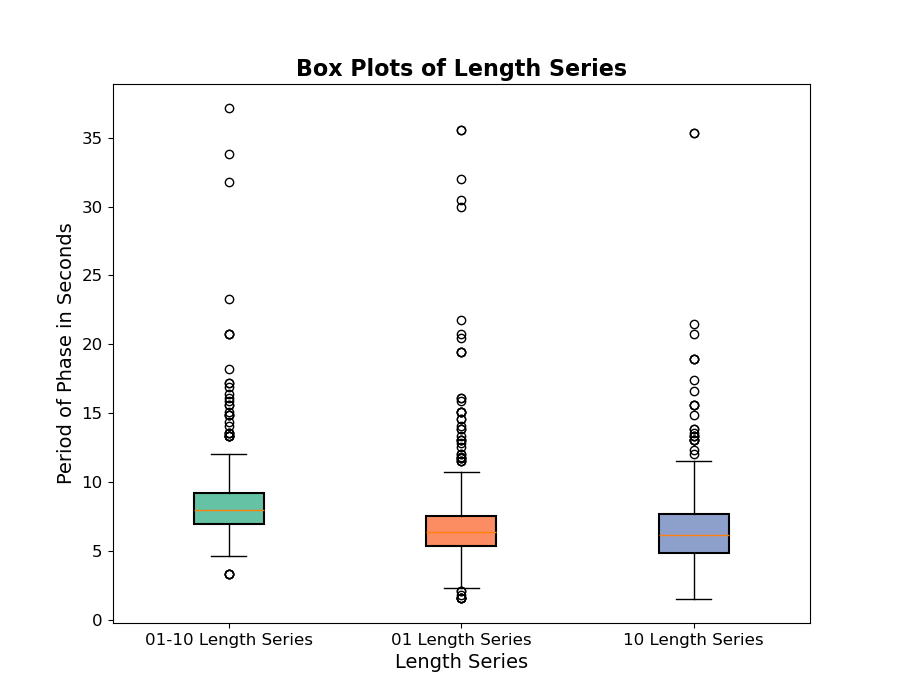 Box Plots of Length Series
Period of Phase in Seconds
35
30
25
20
15
10
5
0
01-10 Length Series
01 Length Series
10 Length Series
Length Series